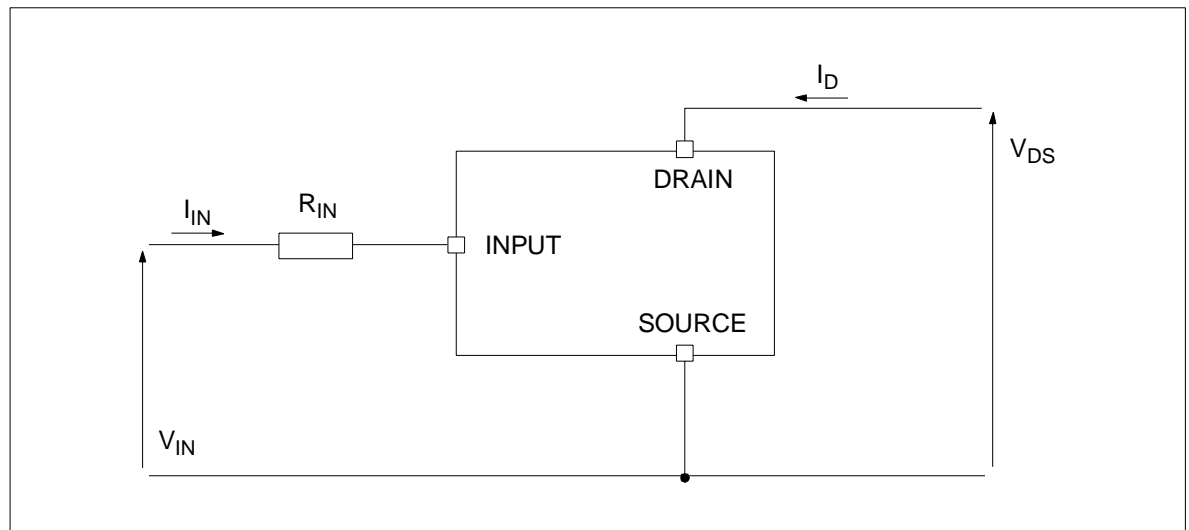 I_D
V_DS
DRAIN
I_IN
R_IN
INPUT
SOURCE
V_IN